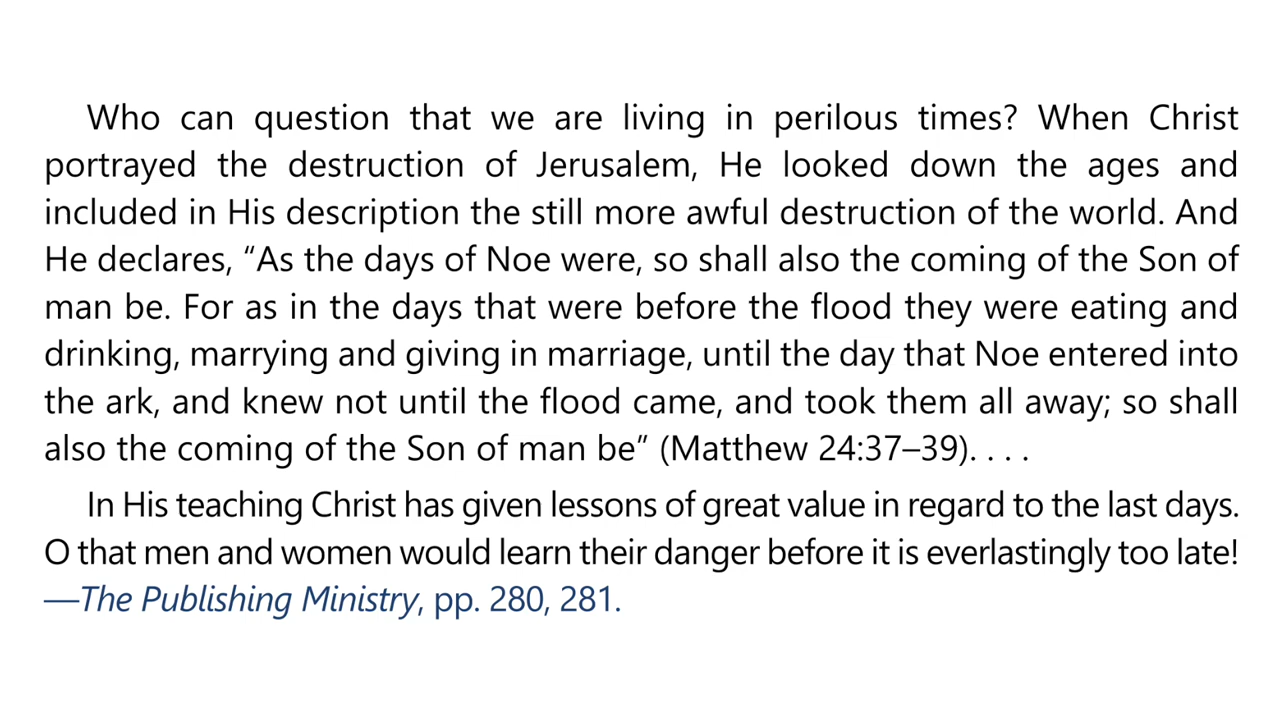 Who can question that we are living in perilous times? When Christ
portrayed the destruction of Jerusalem, He looked down the ages and
included in His description the still more awful destruction of the world. And
He declares, “As the days of Noe were, so shall also the coming of the Son of
man be. For as in the days that were before the flood they were eating and
drinking, marrying and giving in marriage, until the day that Noe entered into
the ark, and knew not until the flood came, and took them all away; so shall
also the coming of the Son of man be” (Matthew 24:37–39). . . .
In His teaching Christ has given lessons of great value in regard to the last days.
O that men and women would learn their danger before it is everlastingly too late!
—The Publishing Ministry, pp. 280, 281.